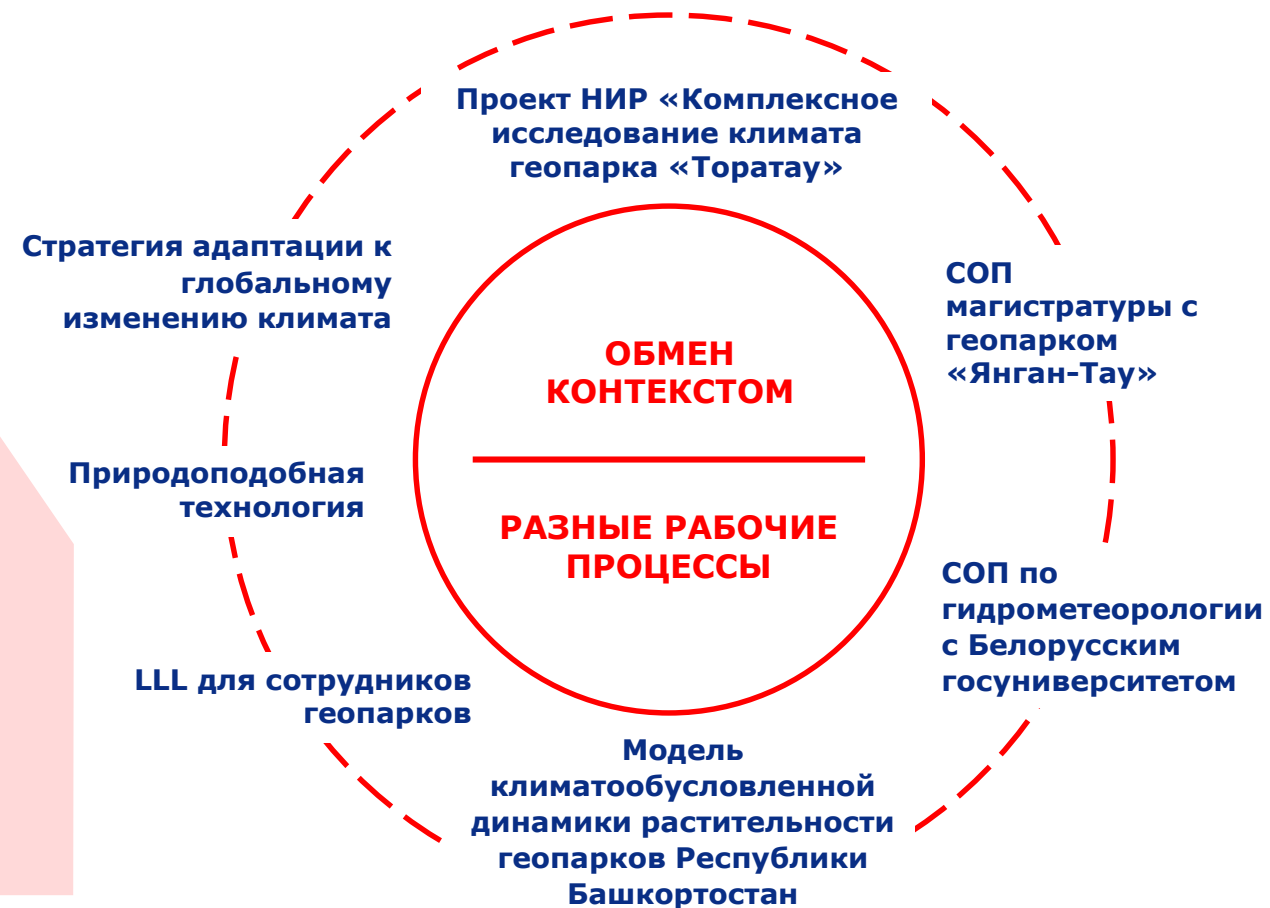 Проект НИР «Комплексное
исследование климата
геопарка «Торатау»
Стратегия адаптации к
глобальному
изменению климата
СОП
магистратуры с
геопарком
«Янган-Тау»
ОБМЕН
КОНТЕКСТОМ
РАЗНЫЕ РАБОЧИЕ
ПРОЦЕССЫ
Природоподобная
технология
СОП по
гидрометеорологии
с Белорусским
госуниверситетом
LLL для сотрудников
геопарков
Модель
климатообусловленной
динамики растительности
геопарков Республики
Башкортостан